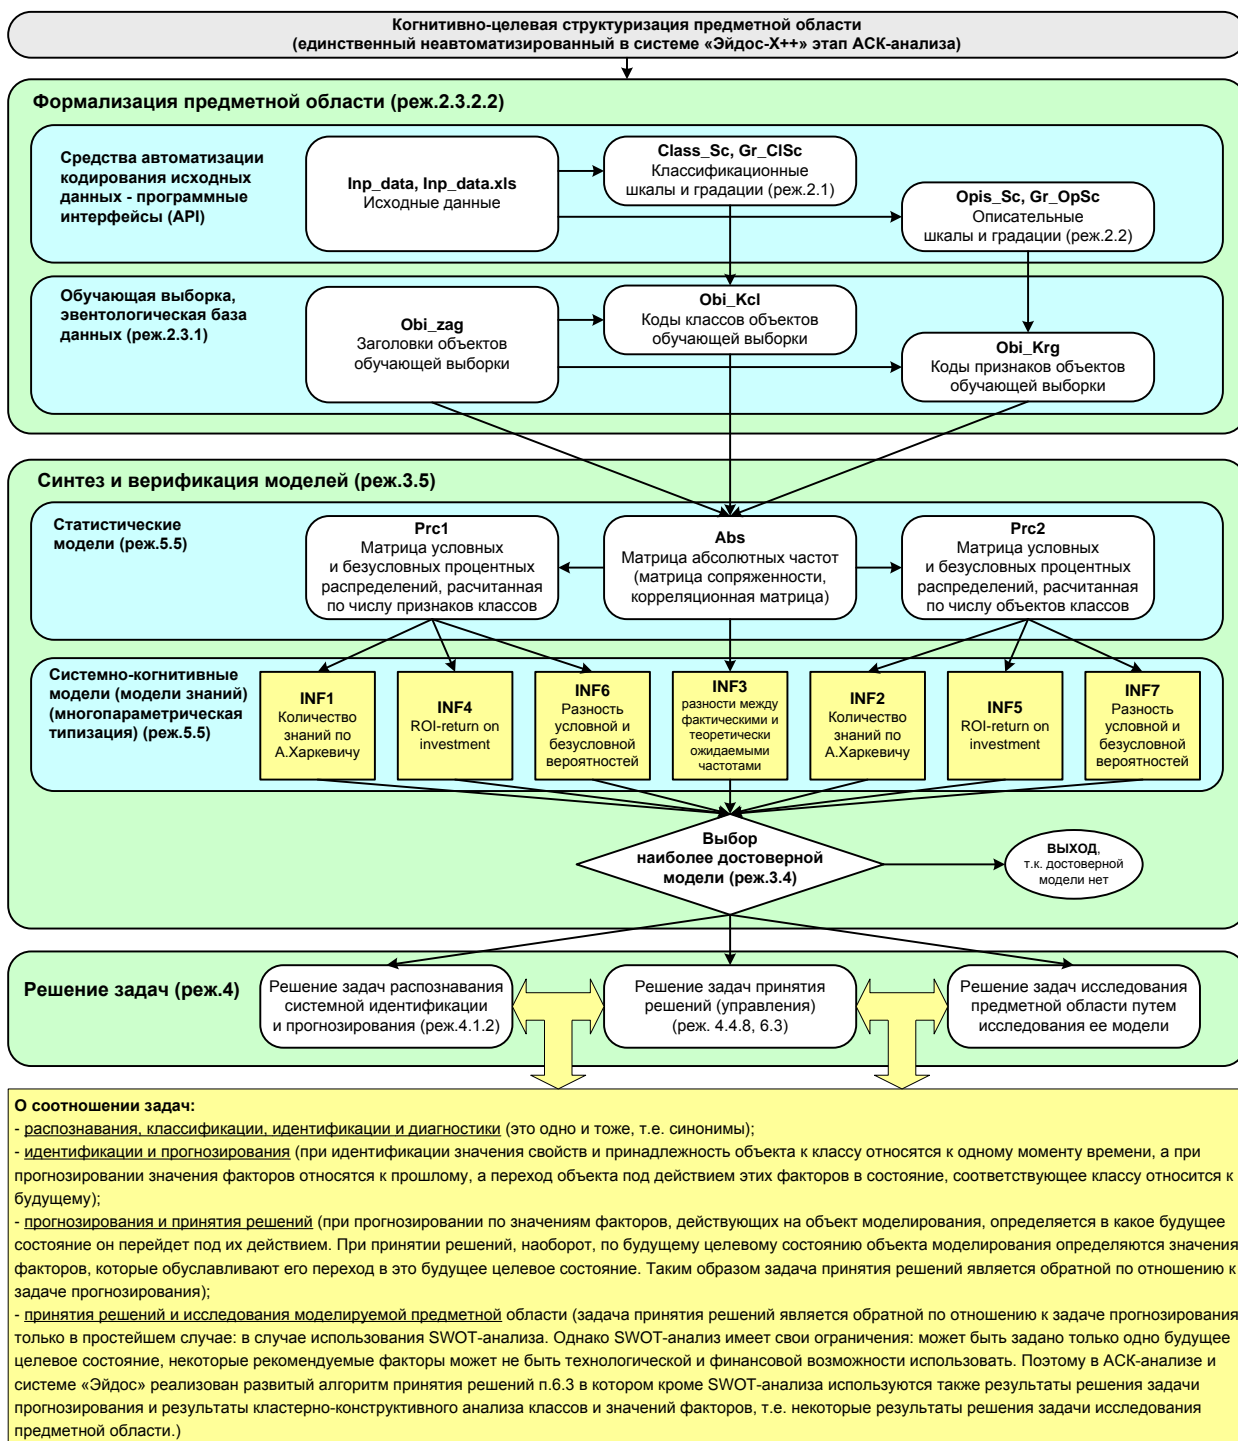 Когнитивно-целевая структуризация предметной области
(единственный неавтоматизированный в системе «Эйдос-X++» этап АСК-анализа)
Формализация предметной области (реж.2.3.2.2)
Средства автоматизации
кодирования исходных
данных - программные
интерфейсы (API)
Inp_data, Inp_data.xls
Исходные данные
Class_Sc, Gr_ClSc
Классификационные
шкалы и градации (реж.2.1)
Opis_Sc, Gr_OpSc
Описательные
шкалы и градации (реж.2.2)
Обучающая выборка,
эвентологическая база
данных (реж.2.3.1)
Obi_zag
Заголовки объектов
обучающей выборки
Obi_Kcl
Коды классов объектов
обучающей выборки
Obi_Krg
Коды признаков объектов
обучающей выборки
Синтез и верификация моделей (реж.3.5)
Статистические
модели (реж.5.5)
Prc1
Матрица условных
и безусловных процентных
распределений, расчитанная
по числу признаков классов
Abs
Матрица абсолютных частот
(матрица сопряженности,
корреляционная матрица)
Prc2
Матрица условных
и безусловных процентных
распределений, расчитанная
по числу объектов классов
Системно-когнитивные
модели (модели знаний)
(многопараметрическая
типизация) (реж.5.5)
INF1
Количество
знаний по
А.Харкевичу
INF4
ROI-return on
investment
INF6
Разность
условной и
безусловной
вероятностей
INF3
разности между
фактическими и
теоретически
ожидаемыми
частотами
INF2
Количество
знаний по
А.Харкевичу
INF5
ROI-return on
investment
INF7
Разность
условной и
безусловной
вероятностей
Выбор
наиболее достоверной
модели (реж.3.4)
ВЫХОД,
т.к. достоверной
модели нет
Решение задач (реж.4)
Решение задач распознавания
системной идентификации
и прогнозирования (реж.4.1.2)
Решение задач принятия
решений (управления)
(реж. 4.4.8, 6.3)
Решение задач исследования
предметной области путем
исследования ее модели
О соотношении задач:
- распознавания, классификации, идентификации и диагностики (это одно и тоже, т.е. синонимы);
- идентификации и прогнозирования (при идентификации значения свойств и принадлежность объекта к классу относятся к одному моменту времени, а при
прогнозировании значения факторов относятся к прошлому, а переход объекта под действием этих факторов в состояние, соответствующее классу относится к
будущему);
- прогнозирования и принятия решений (при прогнозировании по значениям факторов, действующих на объект моделирования, определяется в какое будущее
состояние он перейдет под их действием. При принятии решений, наоборот, по будущему целевому состоянию объекта моделирования определяются значения
факторов, которые обуславливают его переход в это будущее целевое состояние. Таким образом задача принятия решений является обратной по отношению к
задаче прогнозирования);
- принятия решений и исследования моделируемой предметной области (задача принятия решений является обратной по отношению к задаче прогнозирования
только в простейшем случае: в случае использования SWOT-анализа. Однако SWOT-анализ имеет свои ограничения: может быть задано только одно будущее
целевое состояние, некоторые рекомендуемые факторы может не быть технологической и финансовой возможности использовать. Поэтому в АСК-анализе и
системе «Эйдос» реализован развитый алгоритм принятия решений п.6.3 в котором кроме SWOT-анализа используются также результаты решения задачи
прогнозирования и результаты кластерно-конструктивного анализа классов и значений факторов, т.е. некоторые результаты решения задачи исследования
предметной области.)